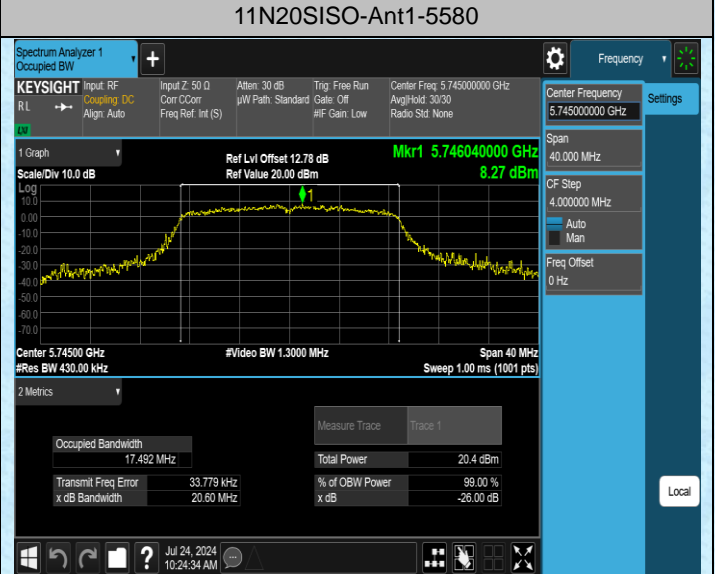 11N20SISO-Ant1-5580
Spectrum Analyzer 1
Occupied BW
Frequency
KEYSIGHT
RL
LXI
Input: RF
Coupling: DC
Align: Auto
Input Z: 50 Ω
Corr CCorr
Freq Ref: Int (S)
Atten: 30 dB
µW Path: Standard
Trig: Free Run
Gate: Off
#IF Gain: Low
Center Freq: 5.745000000 GHz
Avg|Hold: 30/30
Radio Std: None
Center Frequency
5.745000000 GHz
Settings
Span
40.000 MHz
CF Step
4.000000 MHz
Auto
Man
Freq Offset
0 Hz
1 Graph
Ref Lvl Offset 12.78 dB
Mkr1 5.746040000 GHz
Scale/Div 10.0 dB
Ref Value 20.00 dBm
8.27 dBm
Log
10.0
0.00
-10.0
-20.0
-30.0
-40.0
-50.0
-60.0
-70.0
1
Center 5.74500 GHz
#Video BW 1.3000 MHz
Span 40 MHz
#Res BW 430.00 kHz
Sweep 1.00 ms (1001 pts)
2 Metrics
Measure Trace
Trace 1
Occupied Bandwidth
17.492 MHz
Total Power
20.4 dBm
Transmit Freq Error
33.779 kHz
% of OBW Power
99.00 %
x dB Bandwidth
20.60 MHz
x dB
-26.00 dB
Local
Jul 24, 2024
10:24:34 AM